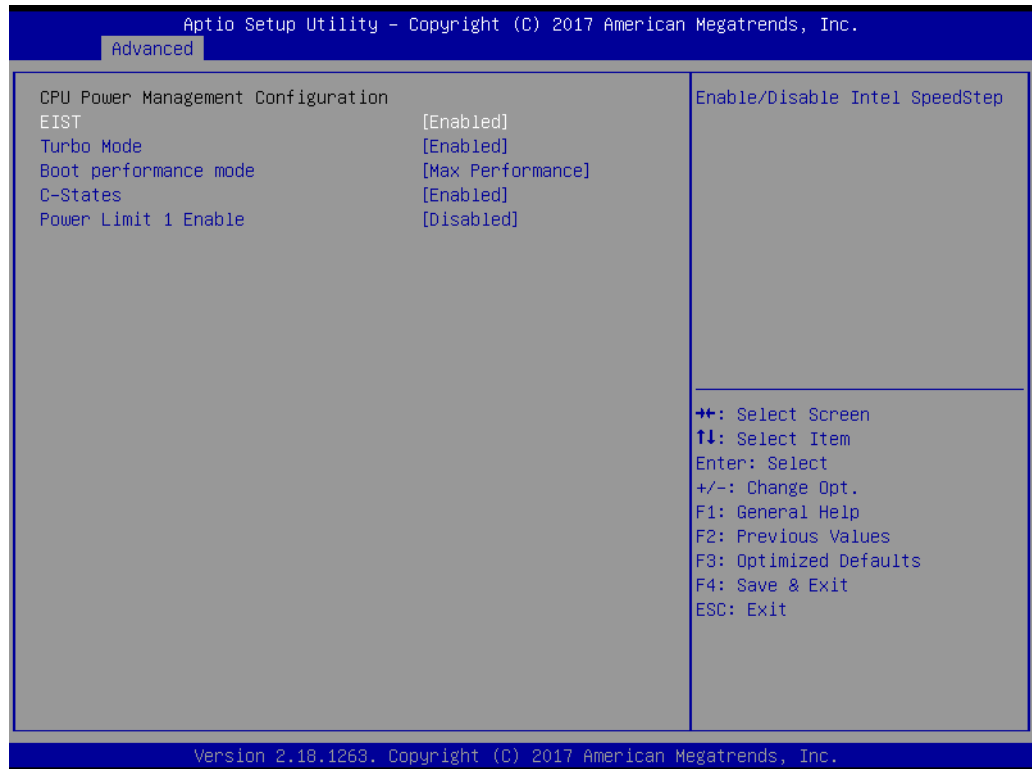 Aptio Setup Utility – Copyright (C) 2017 American Megatrends, Inc.
Advanced
CPU Power Management Configuration
EIST [Enabled]
Turbo Mode [Enabled]
Boot performance mode [Max Performance]
C-States [Enabled]
Power Limit 1 Enable [Disabled]
Enable/Disable Intel SpeedStep
→←: Select Screen
↑↓: Select Item
Enter: Select
+/-: Change Opt.
F1: General Help
F2: Previous Values
F3: Optimized Defaults
F4: Save & Exit
ESC: Exit
Version 2.18.1263. Copyright (C) 2017 American Megatrends, Inc.